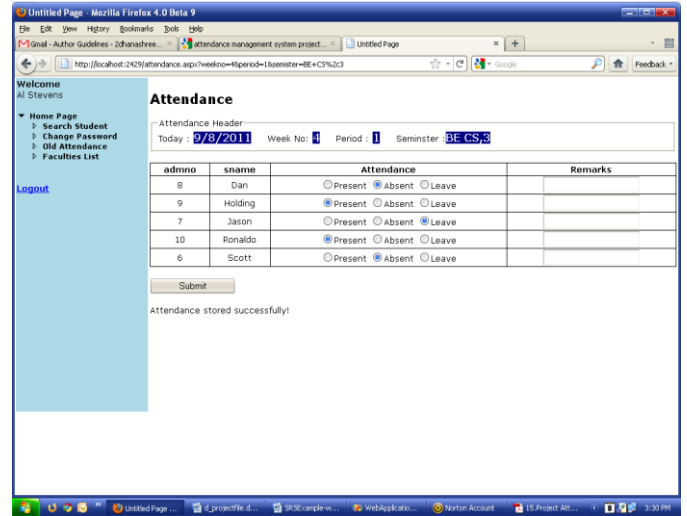 Untitled Page - Mozilla Firefox 4.0 Beta 9
File Edit View History Bookmarks Tools Help
Gmail - Author Guidelines - 2dhanashree... attendance management system project... Untitled Page
http://localhost:2429/attendance.aspx?weekno=4&period=1&seminster=BE+CS%2c3 Google Feedback
Welcome
Al Stevens
Home Page
Search Student
Change Password
Old Attendance
Faculties List
Logout
Attendance
Attendance Header
Today : 9/8/2011 Week No: 4 Period : 1 Seminster :BE CS,3
admno sname Attendance Remarks
8 Dan Present Absent Leave
9 Holding Present Absent Leave
7 Jason Present Absent Leave
10 Ronaldo Present Absent Leave
6 Scott Present Absent Leave
Submit
Attendance stored successfully!
Untitled Page ... d_projectfile.d... SRSExample-w... WebApplicatio... Norton Account 15.Project Att... 3:30 PM